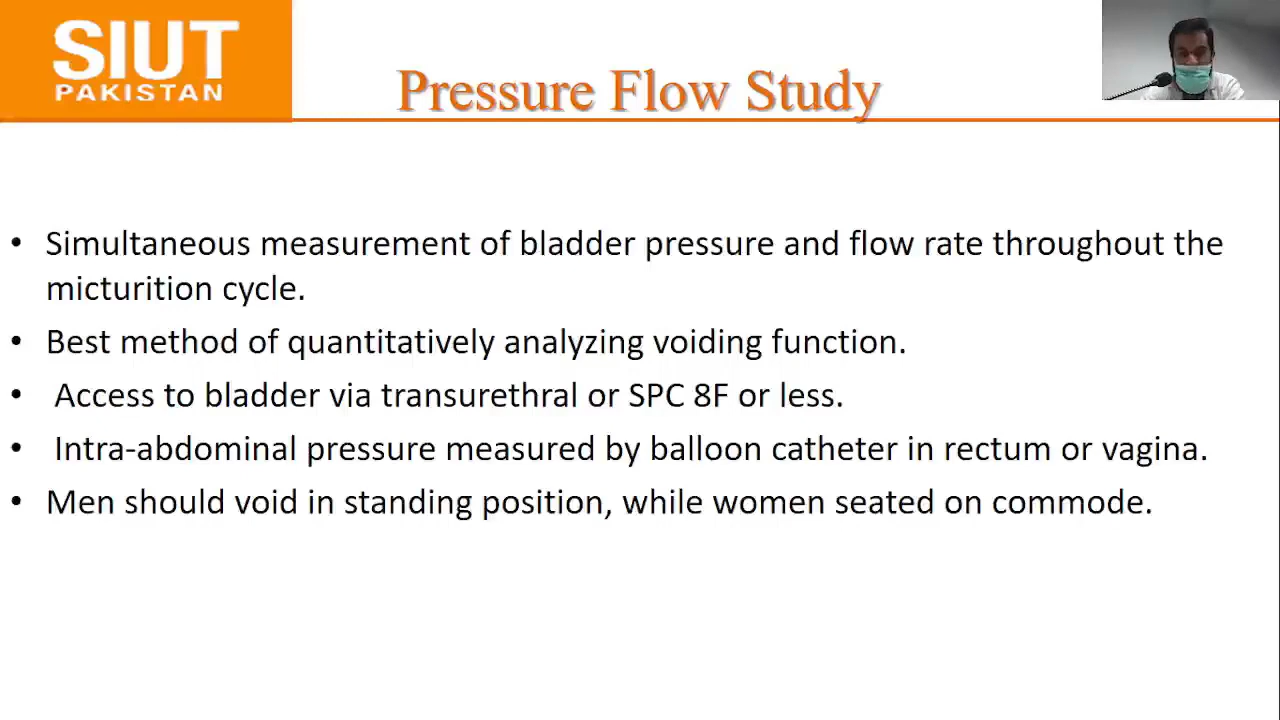 SIUT
PAKISTAN
Pressure Flow Study
• Simultaneous measurement of bladder pressure and flow rate throughout the
micturition cycle.
• Best method of quantitatively analyzing voiding function.
• Access to bladder via transurethral or SPC 8F or less.
• Intra-abdominal pressure measured by balloon catheter in rectum or vagina.
• Men should void in standing position, while women seated on commode.